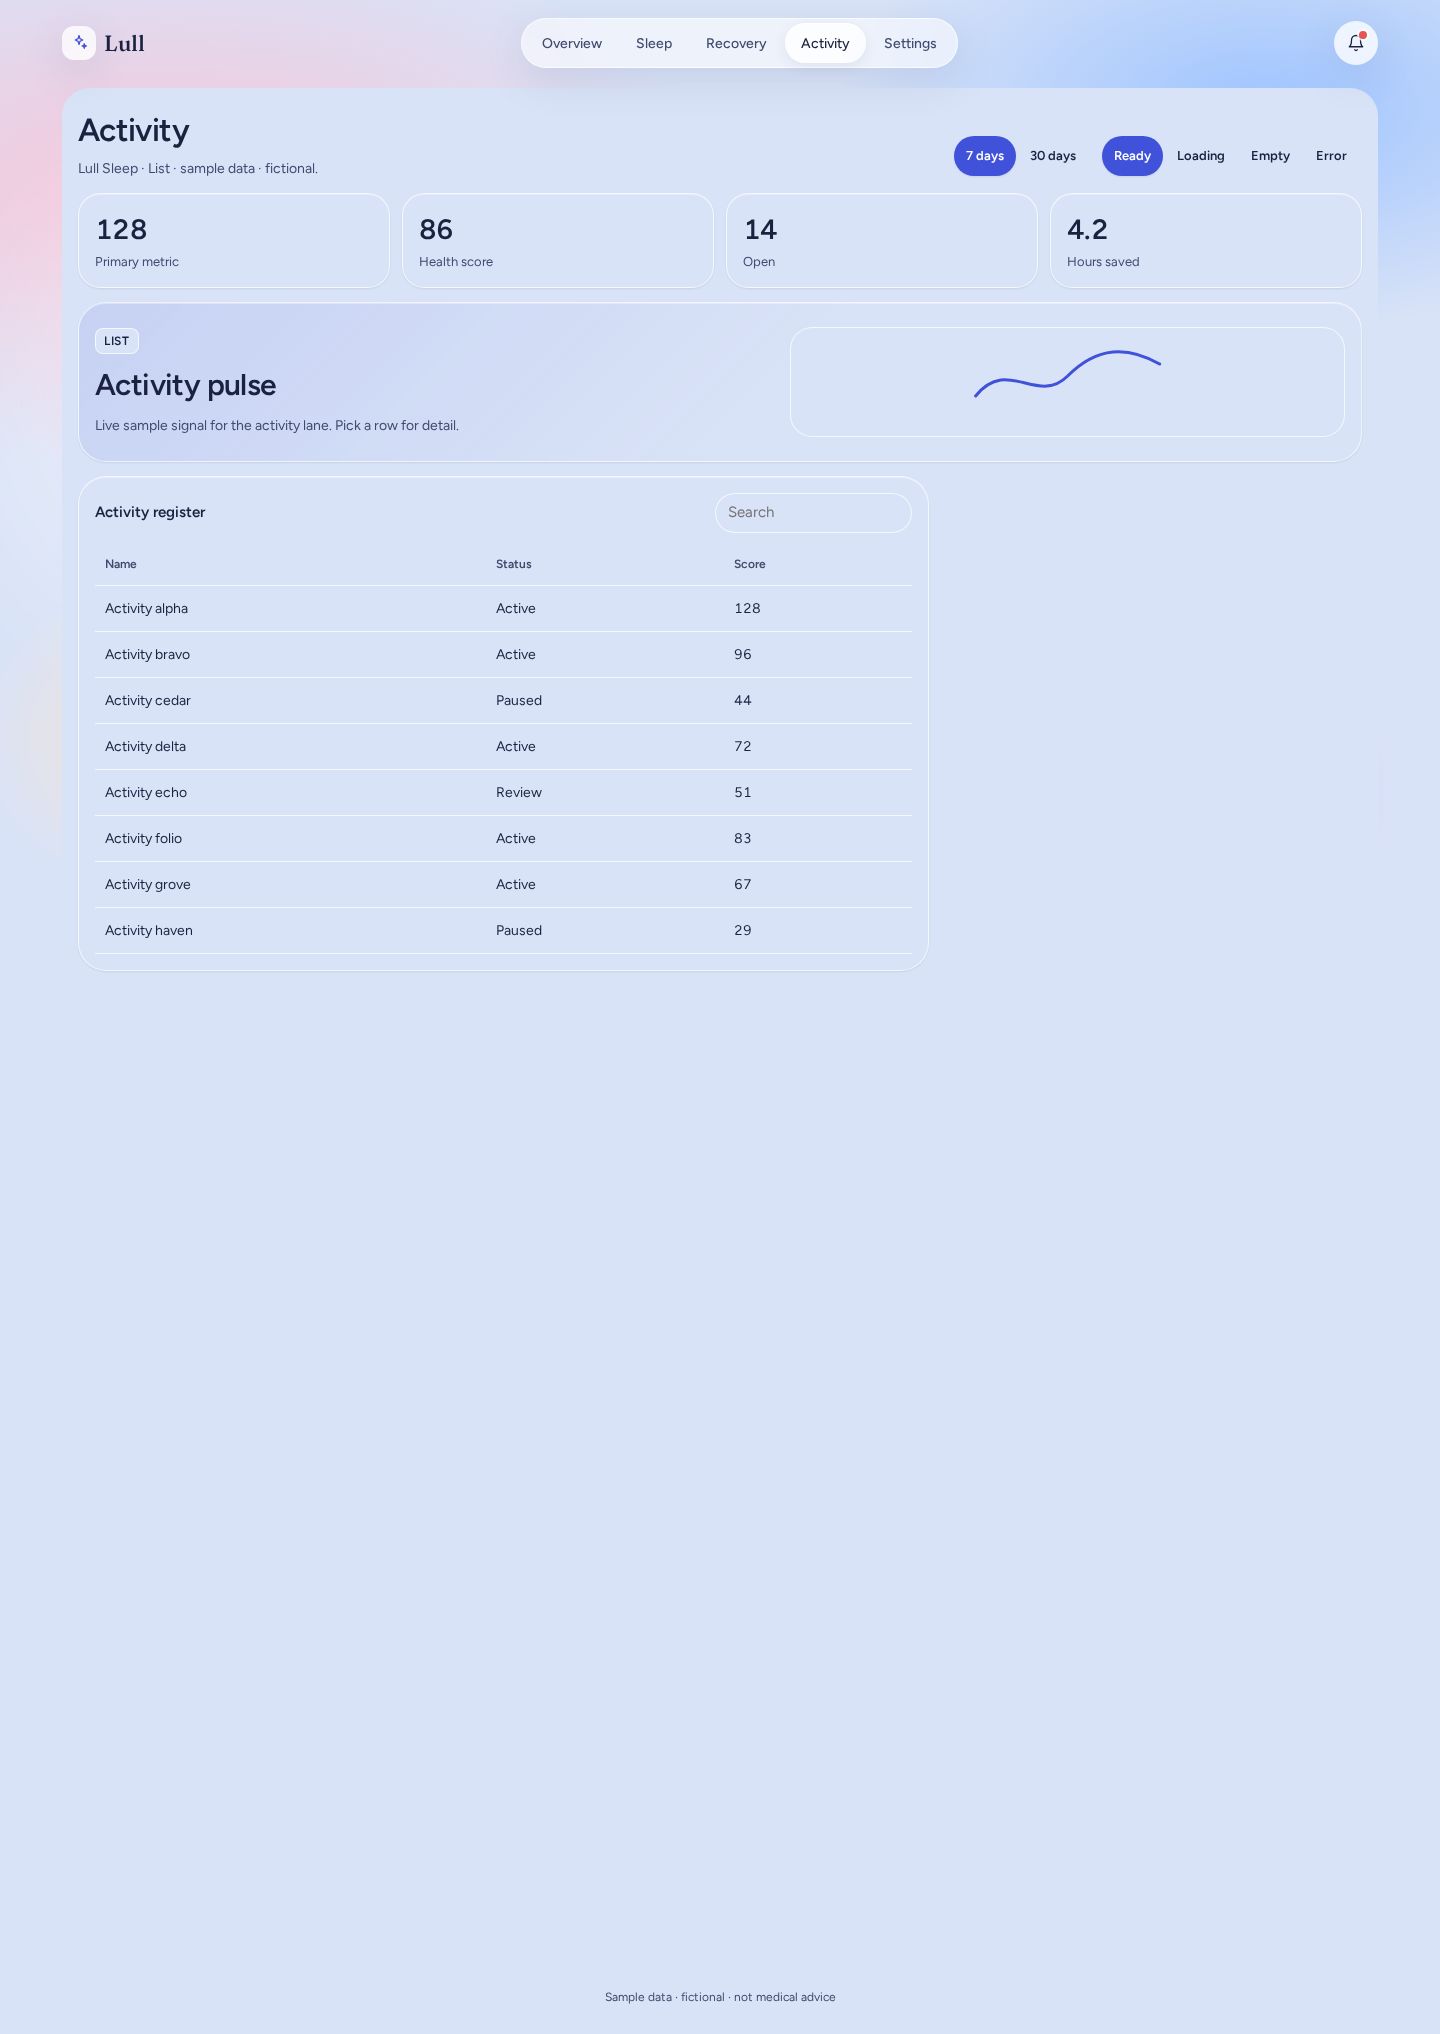 Lull
Overview Sleep Recovery Activity Settings
Activity
Lull Sleep · List · sample data · fictional.
7 days 30 days Ready Loading Empty Error
128 86 14 4.2
Primary metric Health score Open Hours saved
LIST
Activity pulse
Live sample signal for the activity lane. Pick a row for detail.
Activity register Search
Name Status Score
Activity alpha Active 128
Activity bravo Active 96
Activity cedar Paused 44
Activity delta Active 72
Activity echo Review 51
Activity folio Active 83
Activity grove Active 67
Activity haven Paused 29
Sample data · fictional · not medical advice